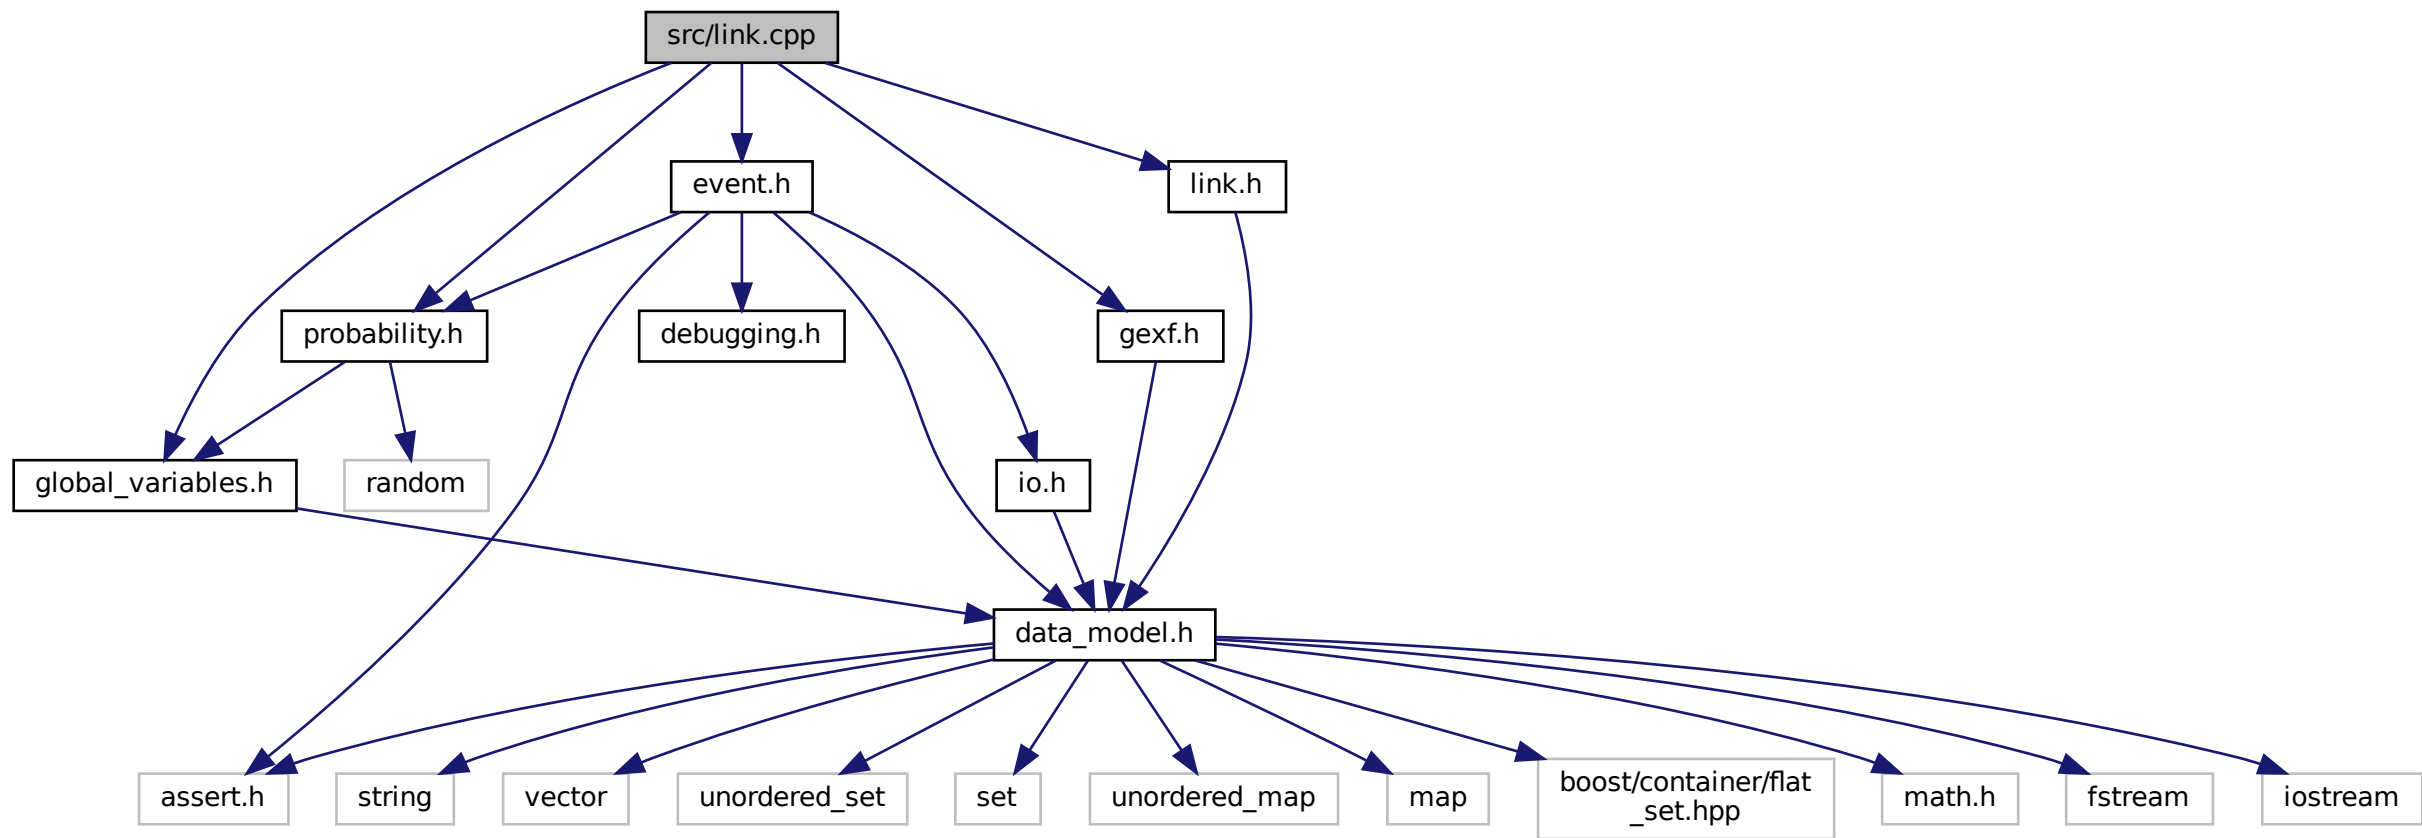 src/link.cpp
event.h
link.h
probability.h
debugging.h
gexf.h
global_variables.h
random
io.h
data_model.h
assert.h
string
vector
unordered_set
set
unordered_map
map
boost/container/flat
_set.hpp
math.h
fstream
iostream